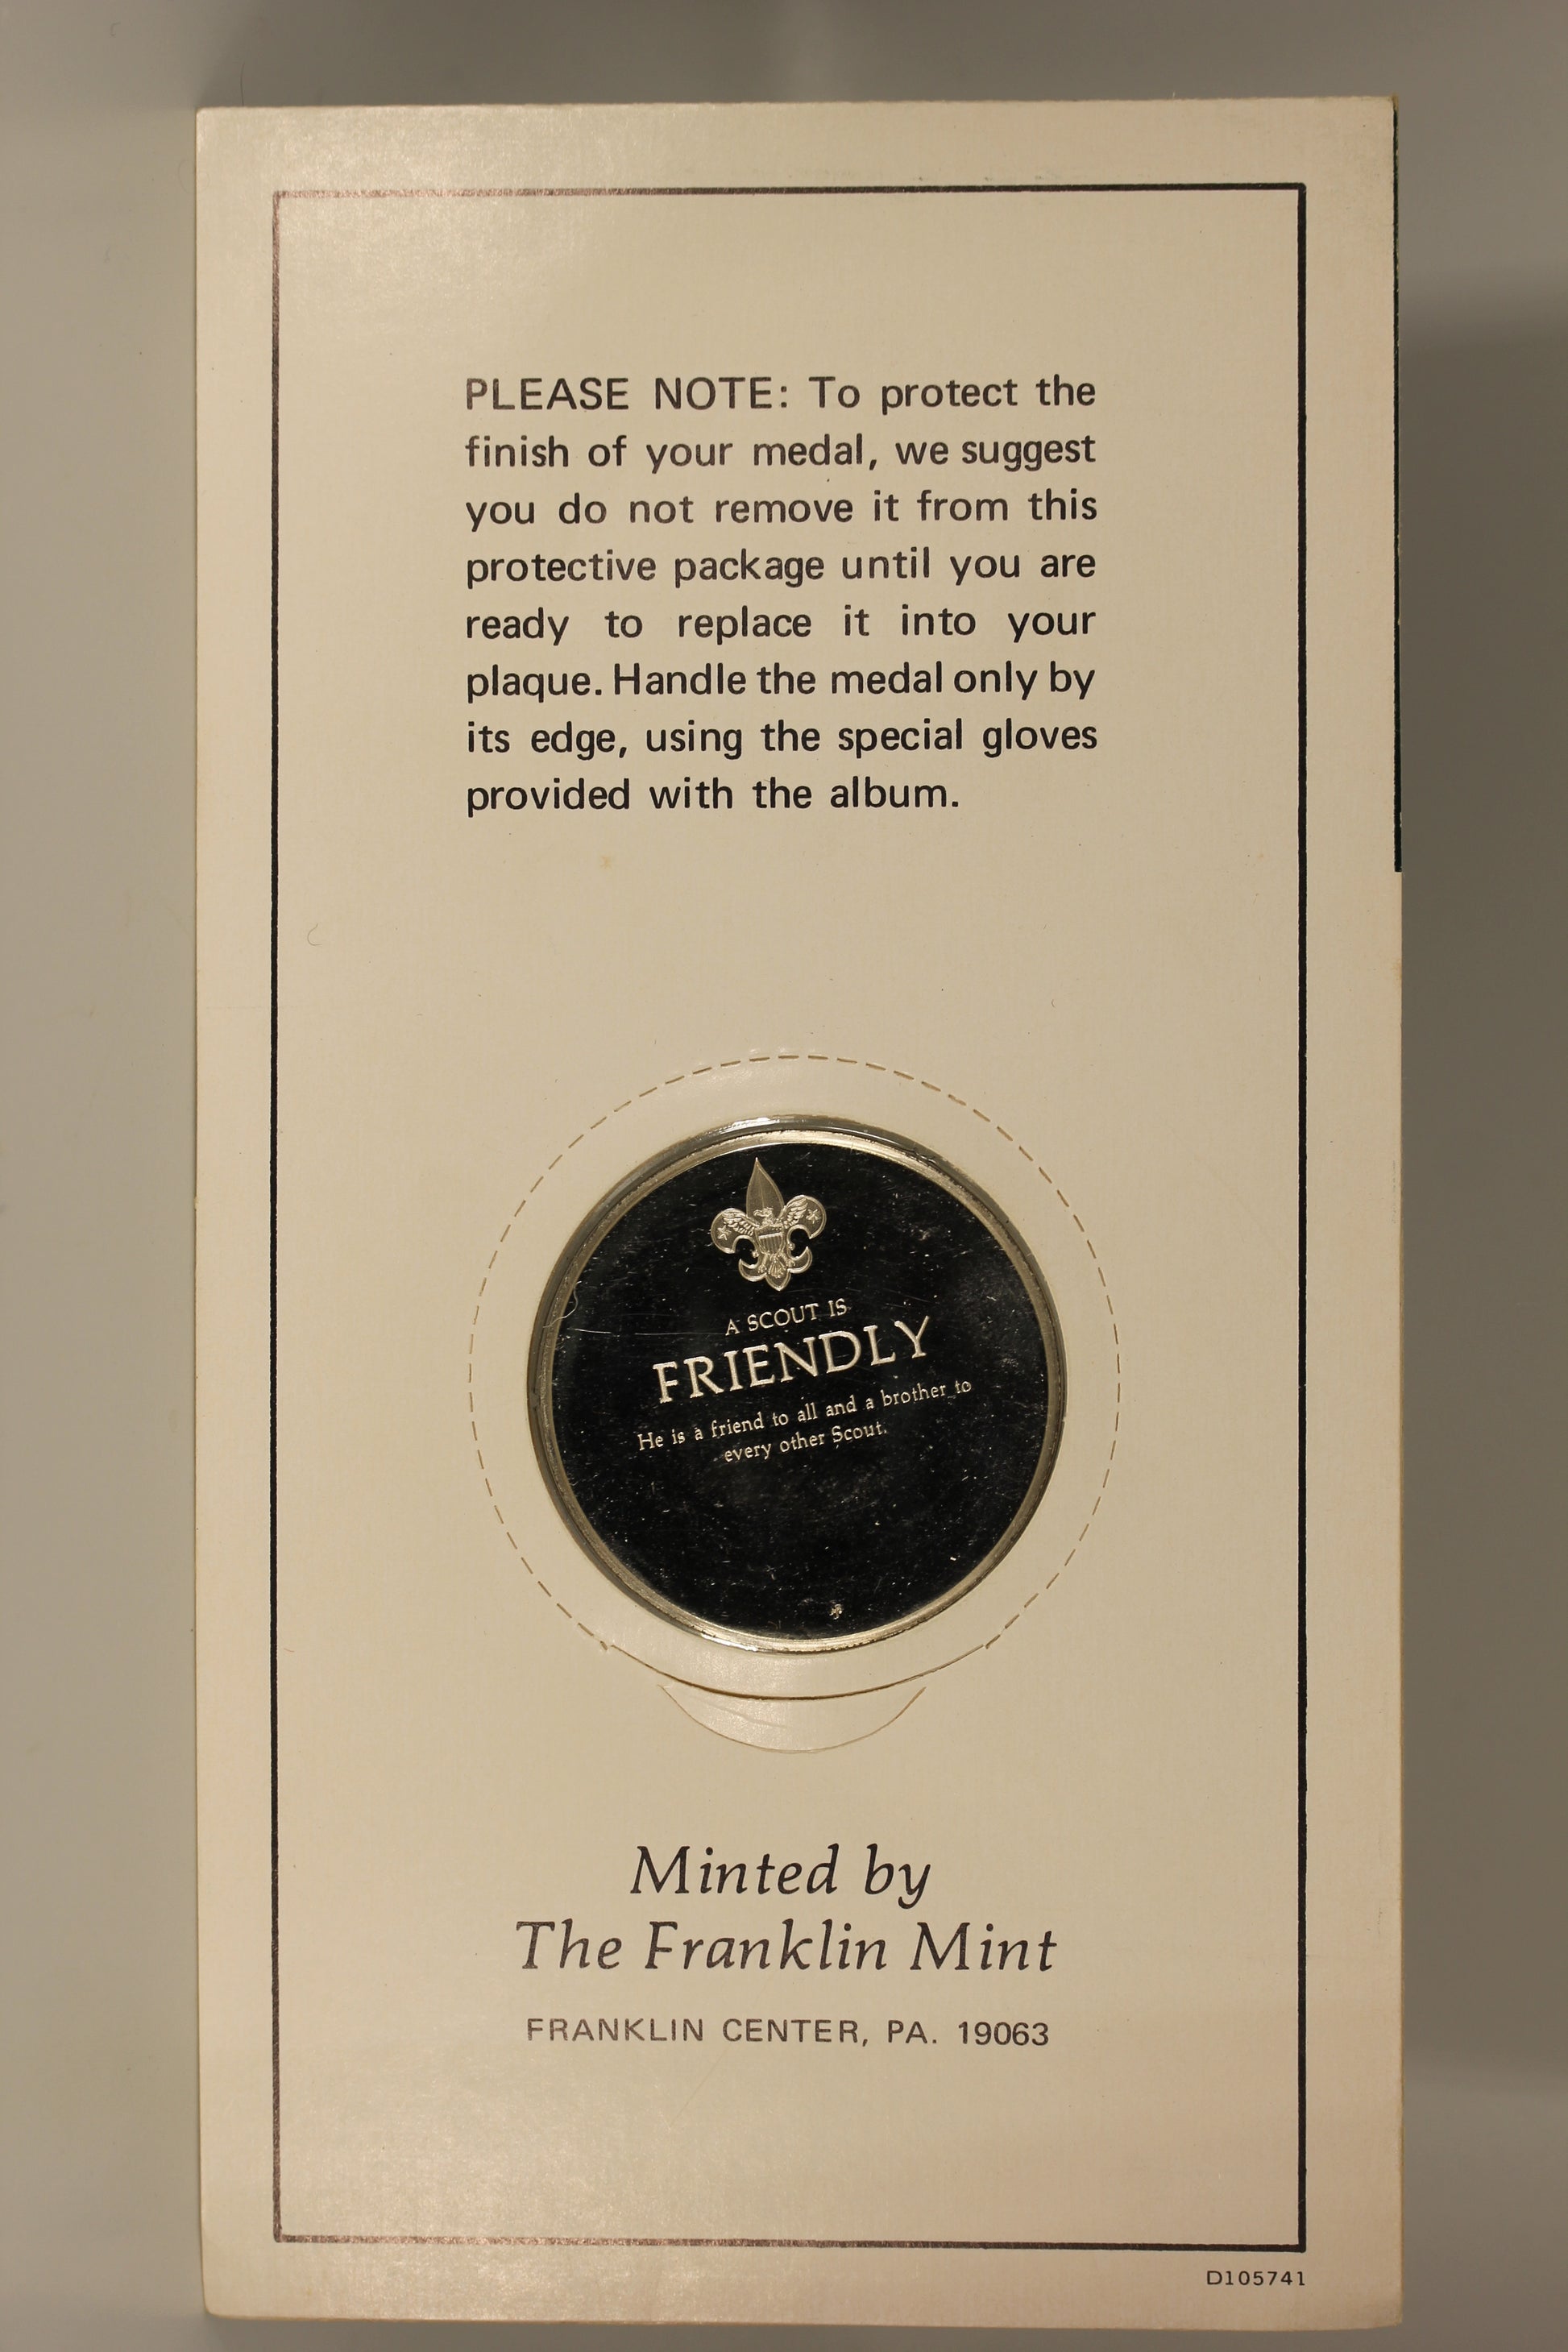 PLEASE NOTE: To protect the
finish of your medal, we suggest
you do not remove it from this
protective package until you are
ready to replace it into your
plaque. Handle the medal only by
its edge, using the special gloves
provided with the album.
A SCOUT IS
FRIENDLY
He is a friend to all and a brother to
every other Scout.
Minted by
The Franklin Mint
FRANKLIN CENTER, PA. 19063
D105741